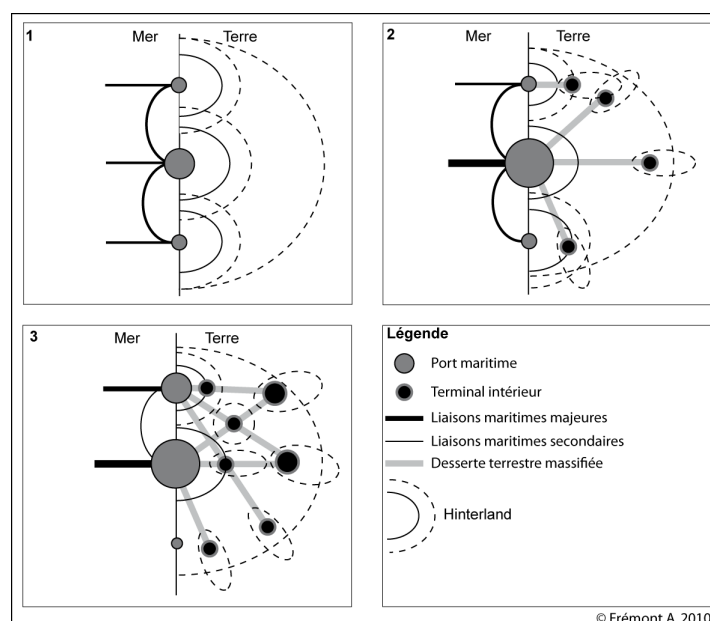 1
Mer Terre
2
Mer Terre
3
Mer Terre
Légende
Port maritime
Terminal intérieur
Liaisons maritimes majeures
Liaisons maritimes secondaires
Desserte terrestre massifiée
Hinterland
© Frémont A. 2010